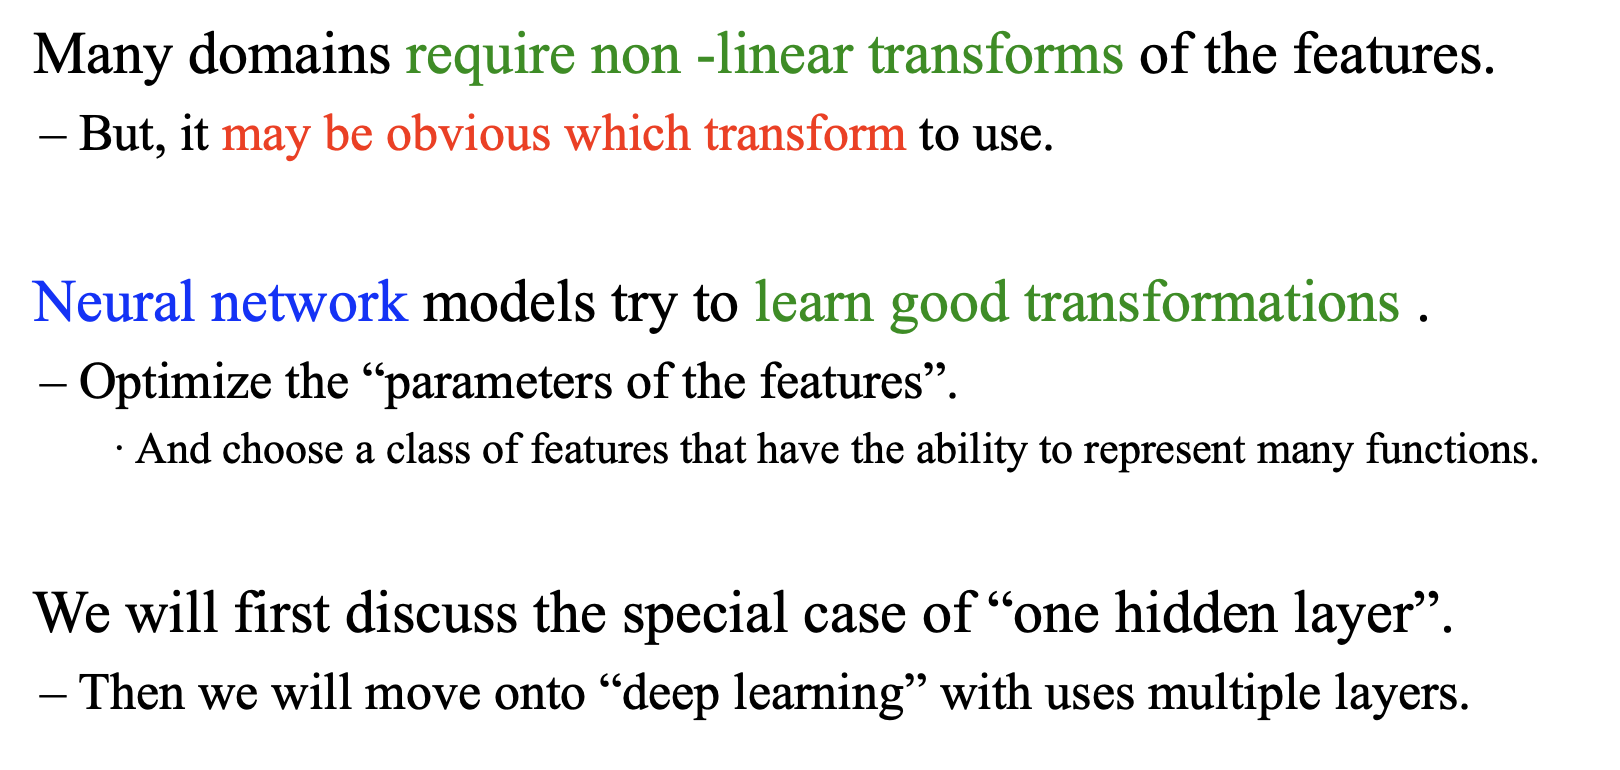 Many domains require non -linear transforms of the features.
– But, it may be obvious which transform to use.
Neural network models try to learn good transformations .
– Optimize the “parameters of the features”.
· And choose a class of features that have the ability to represent many functions.
We will first discuss the special case of “one hidden layer”.
– Then we will move onto “deep learning” with uses multiple layers.